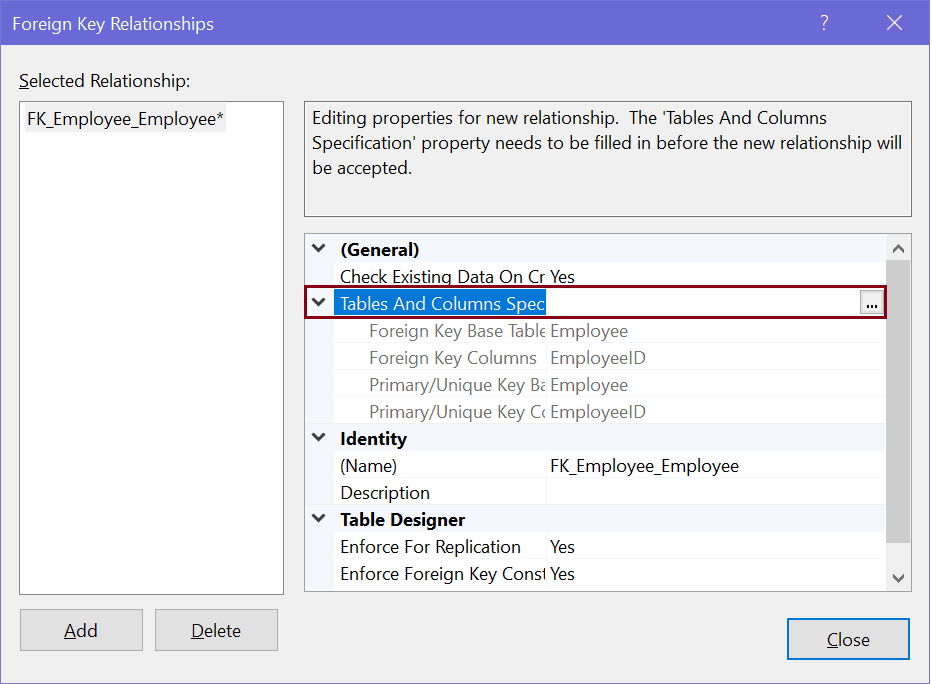 Foreign Key Relationships ?
Selected Relationship:
FK_Employee_Employee*
Editing properties for new relationship.  The 'Tables And Columns
Specification' property needs to be filled in before the new relationship will
be accepted.
(General)
Check Existing Data On Cr Yes
Tables And Columns Spec ...
Foreign Key Base Table Employee
Foreign Key Columns EmployeeID
Primary/Unique Key Ba Employee
Primary/Unique Key Co EmployeeID
Identity
(Name) FK_Employee_Employee
Description
Table Designer
Enforce For Replication Yes
Enforce Foreign Key Const Yes
Add Delete
Close